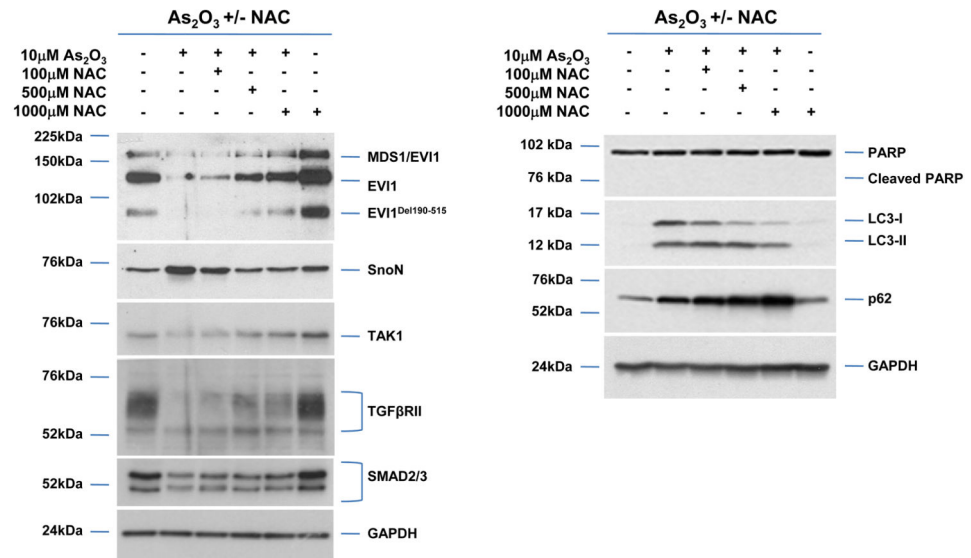 As₂O₃ +/- NAC
10μM As₂O₃ - + + + + -
100μM NAC - - + - - -
500μM NAC - - - + - -
1000μM NAC - - - - + +
225kDa
150kDa
102kDa
MDS1/EVI1
EVI1
EVI1Del190-515
76kDa
SnoN
76kDa
TAK1
76kDa
52kDa
TGFβRII
52kDa
SMAD2/3
24kDa
GAPDH
As₂O₃ +/- NAC
10μM As₂O₃ - + + + + -
100μM NAC - - + - - -
500μM NAC - - - + - -
1000μM NAC - - - - + +
102 kDa
PARP
76 kDa
Cleaved PARP
17 kDa
LC3-I
12 kDa
LC3-II
76kDa
52kDa
p62
24kDa
GAPDH